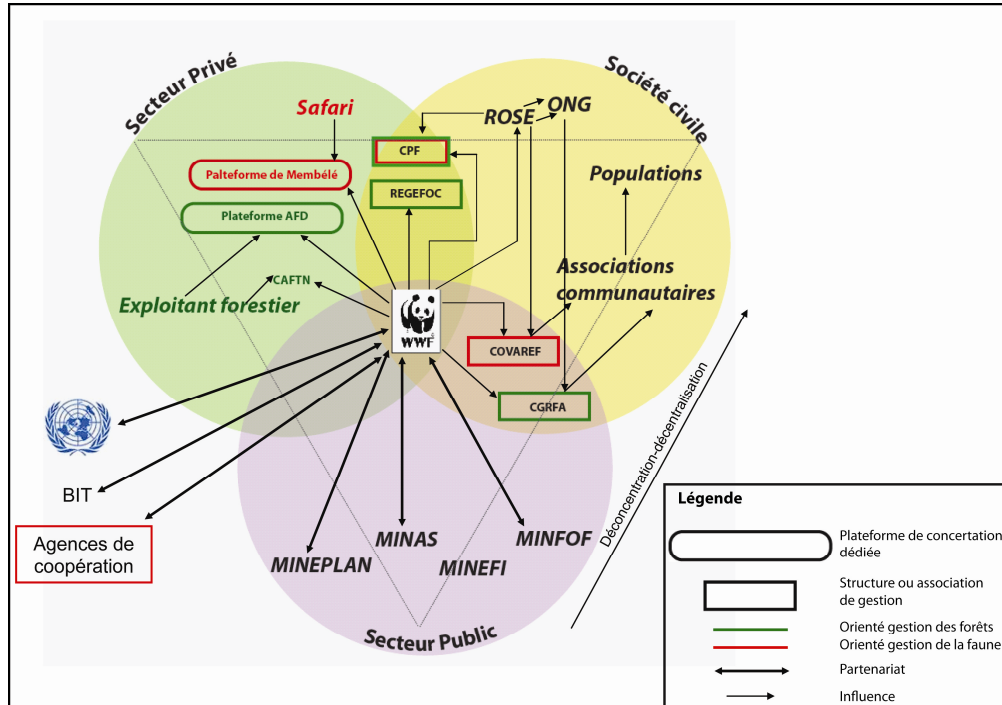 Secteur Privé
Société civile
Safari
ROSE
ONG
CPF
Palteforme de Membélé
REGEFOC
Populations
Plateforme AFD
CAFTN
Associations
communautaires
Exploitant forestier
WWF
COVAREF
CGRFA
BIT
Agences de
coopération
MINEPLAN
MINAS
MINEFI
MINFOF
Secteur Public
Déconcentration-décentralisation
Légende
Plateforme de concertation
dédiée
Structure ou association
de gestion
Orienté gestion des forêts
Orienté gestion de la faune
Partenariat
Influence